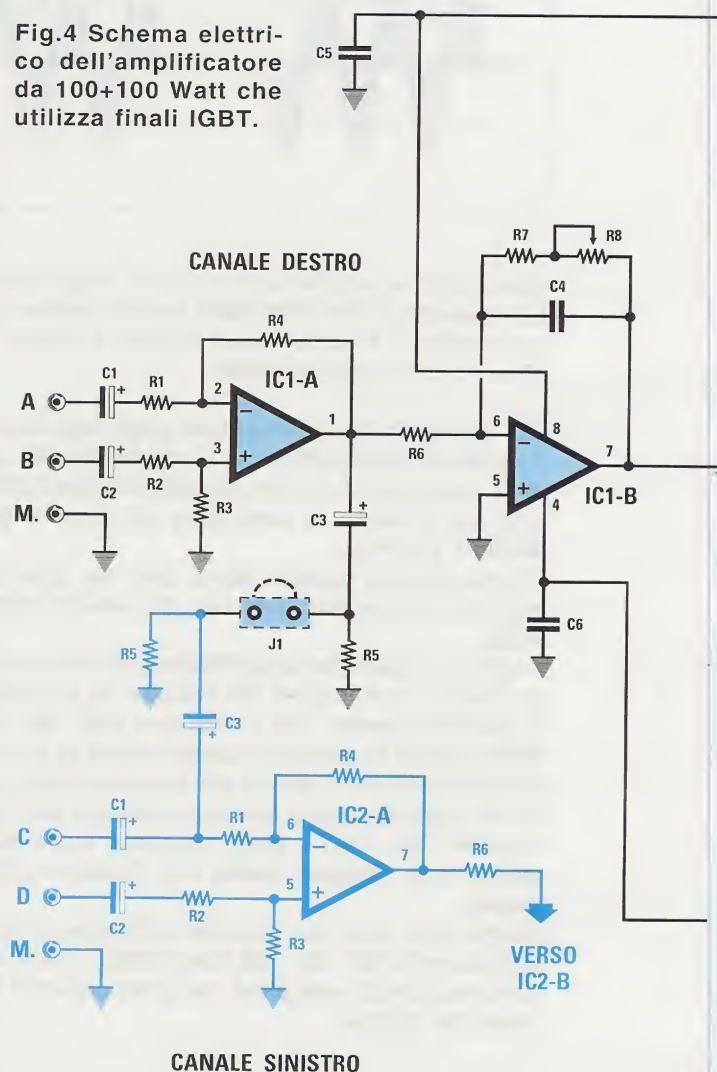 Fig.4 Schema elettri-
co dell'amplificatore
da 100+100 Watt che
utilizza finali IGBT.
C5
R7
R8
CANALE DESTRO
C4
R4
C1
+
R1
IC1-A
A
2
−
1
6
−
8
7
B
3
+
R6
5
+
IC1-B
C2
+
R2
4
M.
R3
C3
+
C6
J1
R5
R5
C3
+
R4
C1
+
IC2-A
C
R1
6
−
7
R6
D
5
+
C2
+
R2
M.
R3
VERSO
IC2-B
CANALE SINISTRO